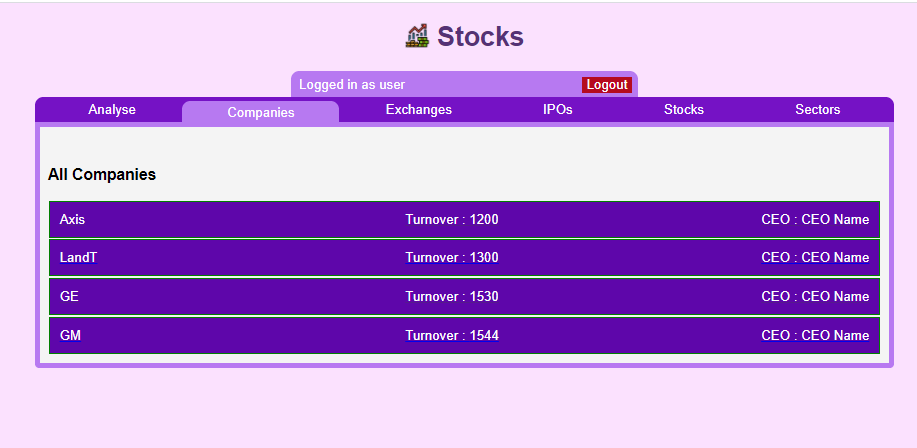 Stocks
Logged in as user Logout
Analyse Companies Exchanges IPOs Stocks Sectors
All Companies
Axis Turnover : 1200 CEO : CEO Name
LandT Turnover : 1300 CEO : CEO Name
GE Turnover : 1530 CEO : CEO Name
GM Turnover : 1544 CEO : CEO Name